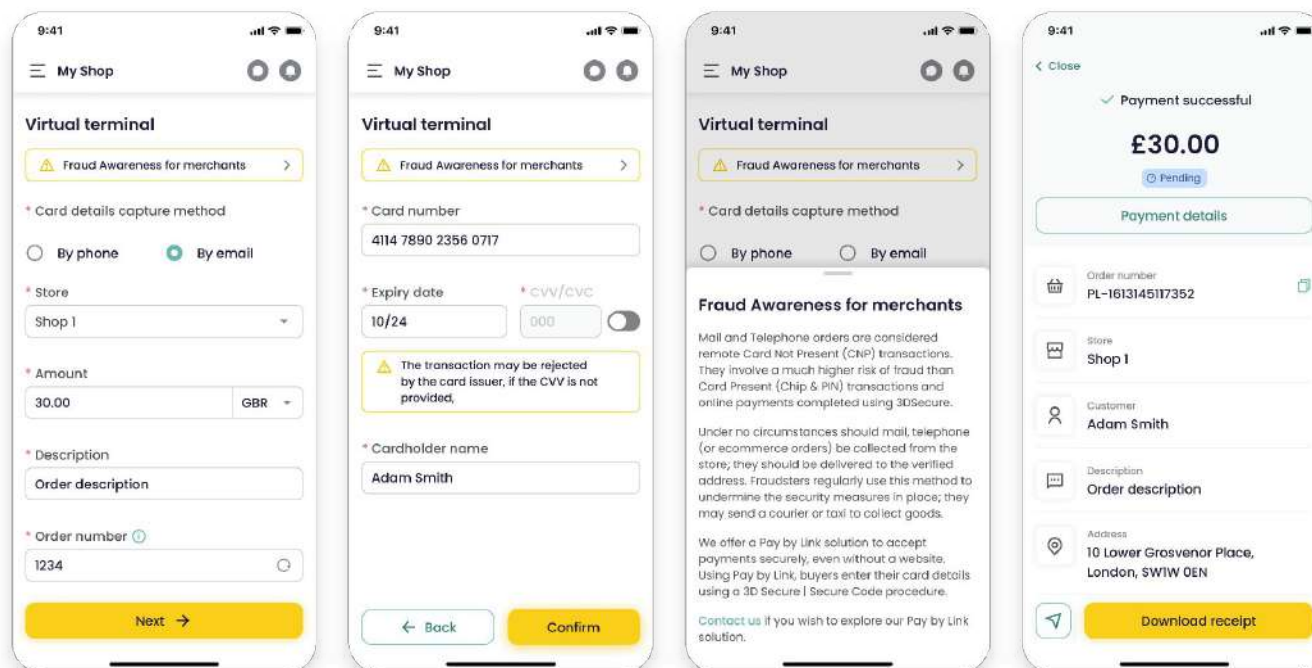 9:41
My Shop
Virtual terminal
Fraud Awareness for merchants
* Card details capture method
By phone
By email
* Store
Shop 1
* Amount
30.00
GBR
* Description
Order description
* Order number
1234
Next →
9:41
My Shop
Virtual terminal
Fraud Awareness for merchants
* Card number
4114 7890 2356 0717
* Expiry date
* CVV/CVC
10/24
000
The transaction may be rejected
by the card issuer, if the CVV is not
provided,
* Cardholder name
Adam Smith
← Back
Confirm
9:41
My Shop
Virtual terminal
Fraud Awareness for merchants
* Card details capture method
By phone
By email
Fraud Awareness for merchants
Mail and Telephone orders are considered
remote Card Not Present (CNP) transactions.
They involve a much higher risk of fraud than
Card Present (Chip & PIN) transactions and
online payments completed using 3DSecure.
Under no circumstances should mail, telephone
(or ecommerce orders) be collected from the
store; they should be delivered to the verified
address. Fraudsters regularly use this method to
undermine the security measures in place; they
may send a courier or taxi to collect goods.
We offer a Pay by Link solution to accept
payments securely, even without a website.
Using Pay by Link, buyers enter their card details
using a 3D Secure | Secure Code procedure.
Contact us if you wish to explore our Pay by Link
solution.
9:41
< Close
Payment successful
£30.00
Pending
Payment details
Order number
PL-1613145117352
Store
Shop 1
Customer
Adam Smith
Description
Order description
Address
10 Lower Grosvenor Place,
London, SW1W 0EN
Download receipt